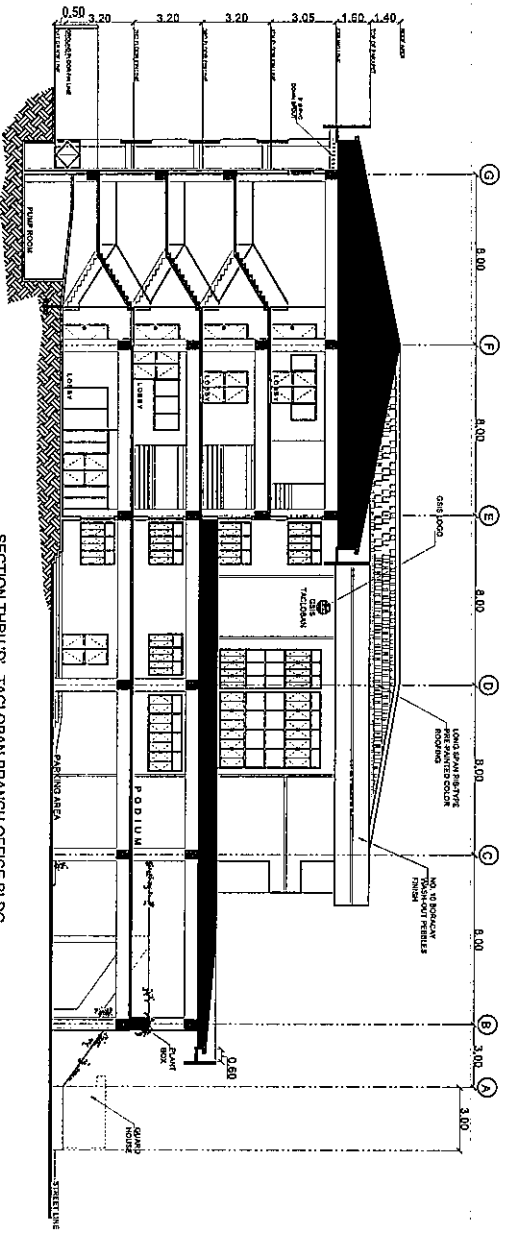 0.50
3.20
3.20
3.20
3.05
1.60
1.40
G
8.00
F
8.00
E
8.00
D
8.00
C
8.00
B
3.00
A
3.00
PUMP ROOM
LOBBY
LOBBY
LOBBY
LOBBY
GSIS LOGO
GSIS
TACLOBAN
LONG SPAN RIB-TYPE
PRE-PAINTED COLOR
ROOFING
NO. 10 BORACAY
WASH-OUT PEBBLES
FINISH
PODIUM
PARKING AREA
PLANT
BOX
0.60
GUARD
HOUSE
STREET LINE
TACLOBAN BRANCH OFFICE BLDG.